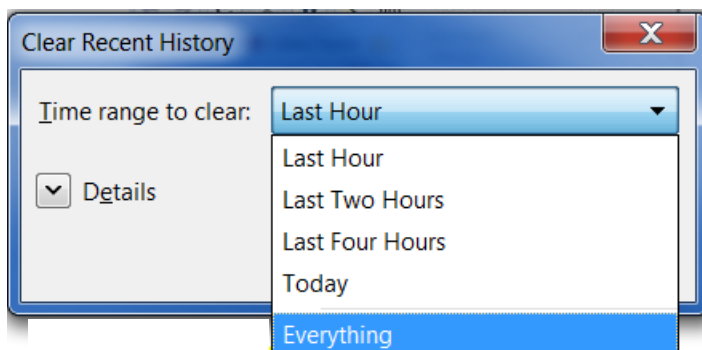 Clear Recent History
Time range to clear: Last Hour
Last Hour
Details
Last Two Hours
Last Four Hours
Today
Everything